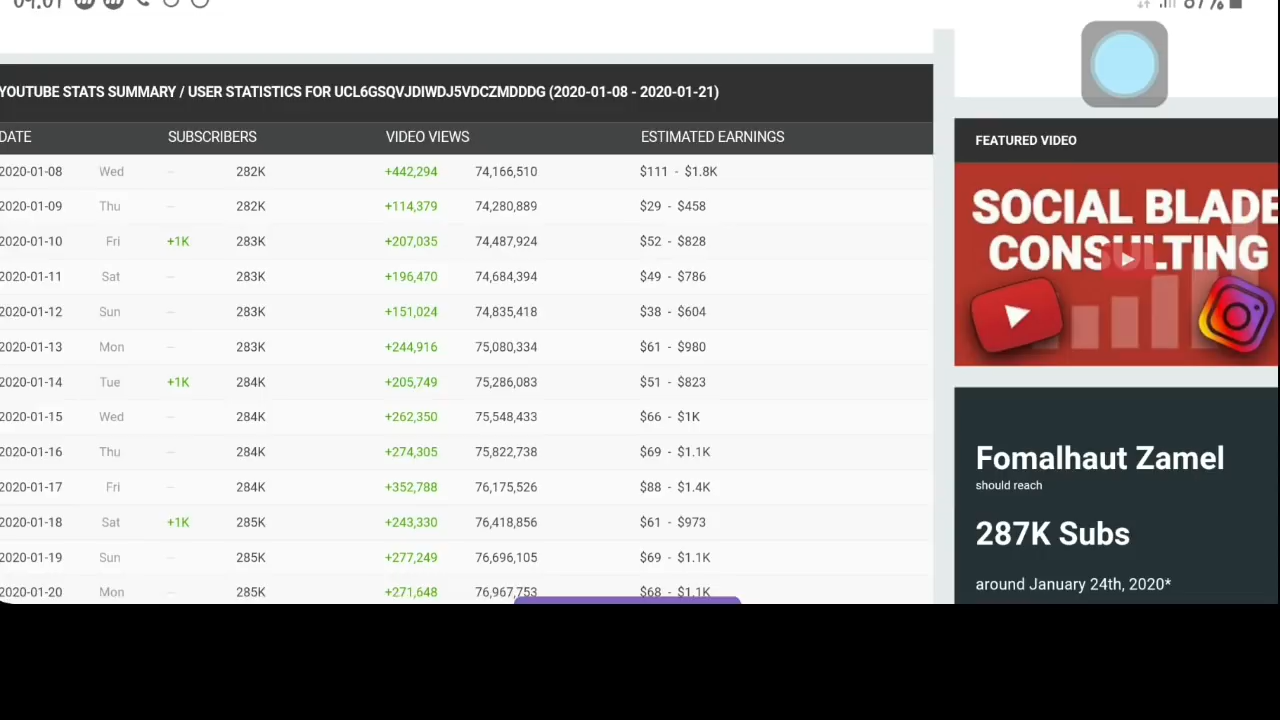 04:01
87%
YOUTUBE STATS SUMMARY / USER STATISTICS FOR UCL6GSQVJDIWDJ5VDCZMDDDG (2020-01-08 - 2020-01-21)
DATE SUBSCRIBERS VIDEO VIEWS ESTIMATED EARNINGS
2020-01-08 Wed -- 282K +442,294 74,166,510 $111 - $1.8K
2020-01-09 Thu -- 282K +114,379 74,280,889 $29 - $458
2020-01-10 Fri +1K 283K +207,035 74,487,924 $52 - $828
2020-01-11 Sat -- 283K +196,470 74,684,394 $49 - $786
2020-01-12 Sun -- 283K +151,024 74,835,418 $38 - $604
2020-01-13 Mon -- 283K +244,916 75,080,334 $61 - $980
2020-01-14 Tue +1K 284K +205,749 75,286,083 $51 - $823
2020-01-15 Wed -- 284K +262,350 75,548,433 $66 - $1K
2020-01-16 Thu -- 284K +274,305 75,822,738 $69 - $1.1K
2020-01-17 Fri -- 284K +352,788 76,175,526 $88 - $1.4K
2020-01-18 Sat +1K 285K +243,330 76,418,856 $61 - $973
2020-01-19 Sun -- 285K +277,249 76,696,105 $69 - $1.1K
2020-01-20 Mon -- 285K +271,648 76,967,753 $68 - $1.1K
FEATURED VIDEO
SOCIAL BLADE
CONSULTING
Fomalhaut Zamel
should reach
287K Subs
around January 24th, 2020*